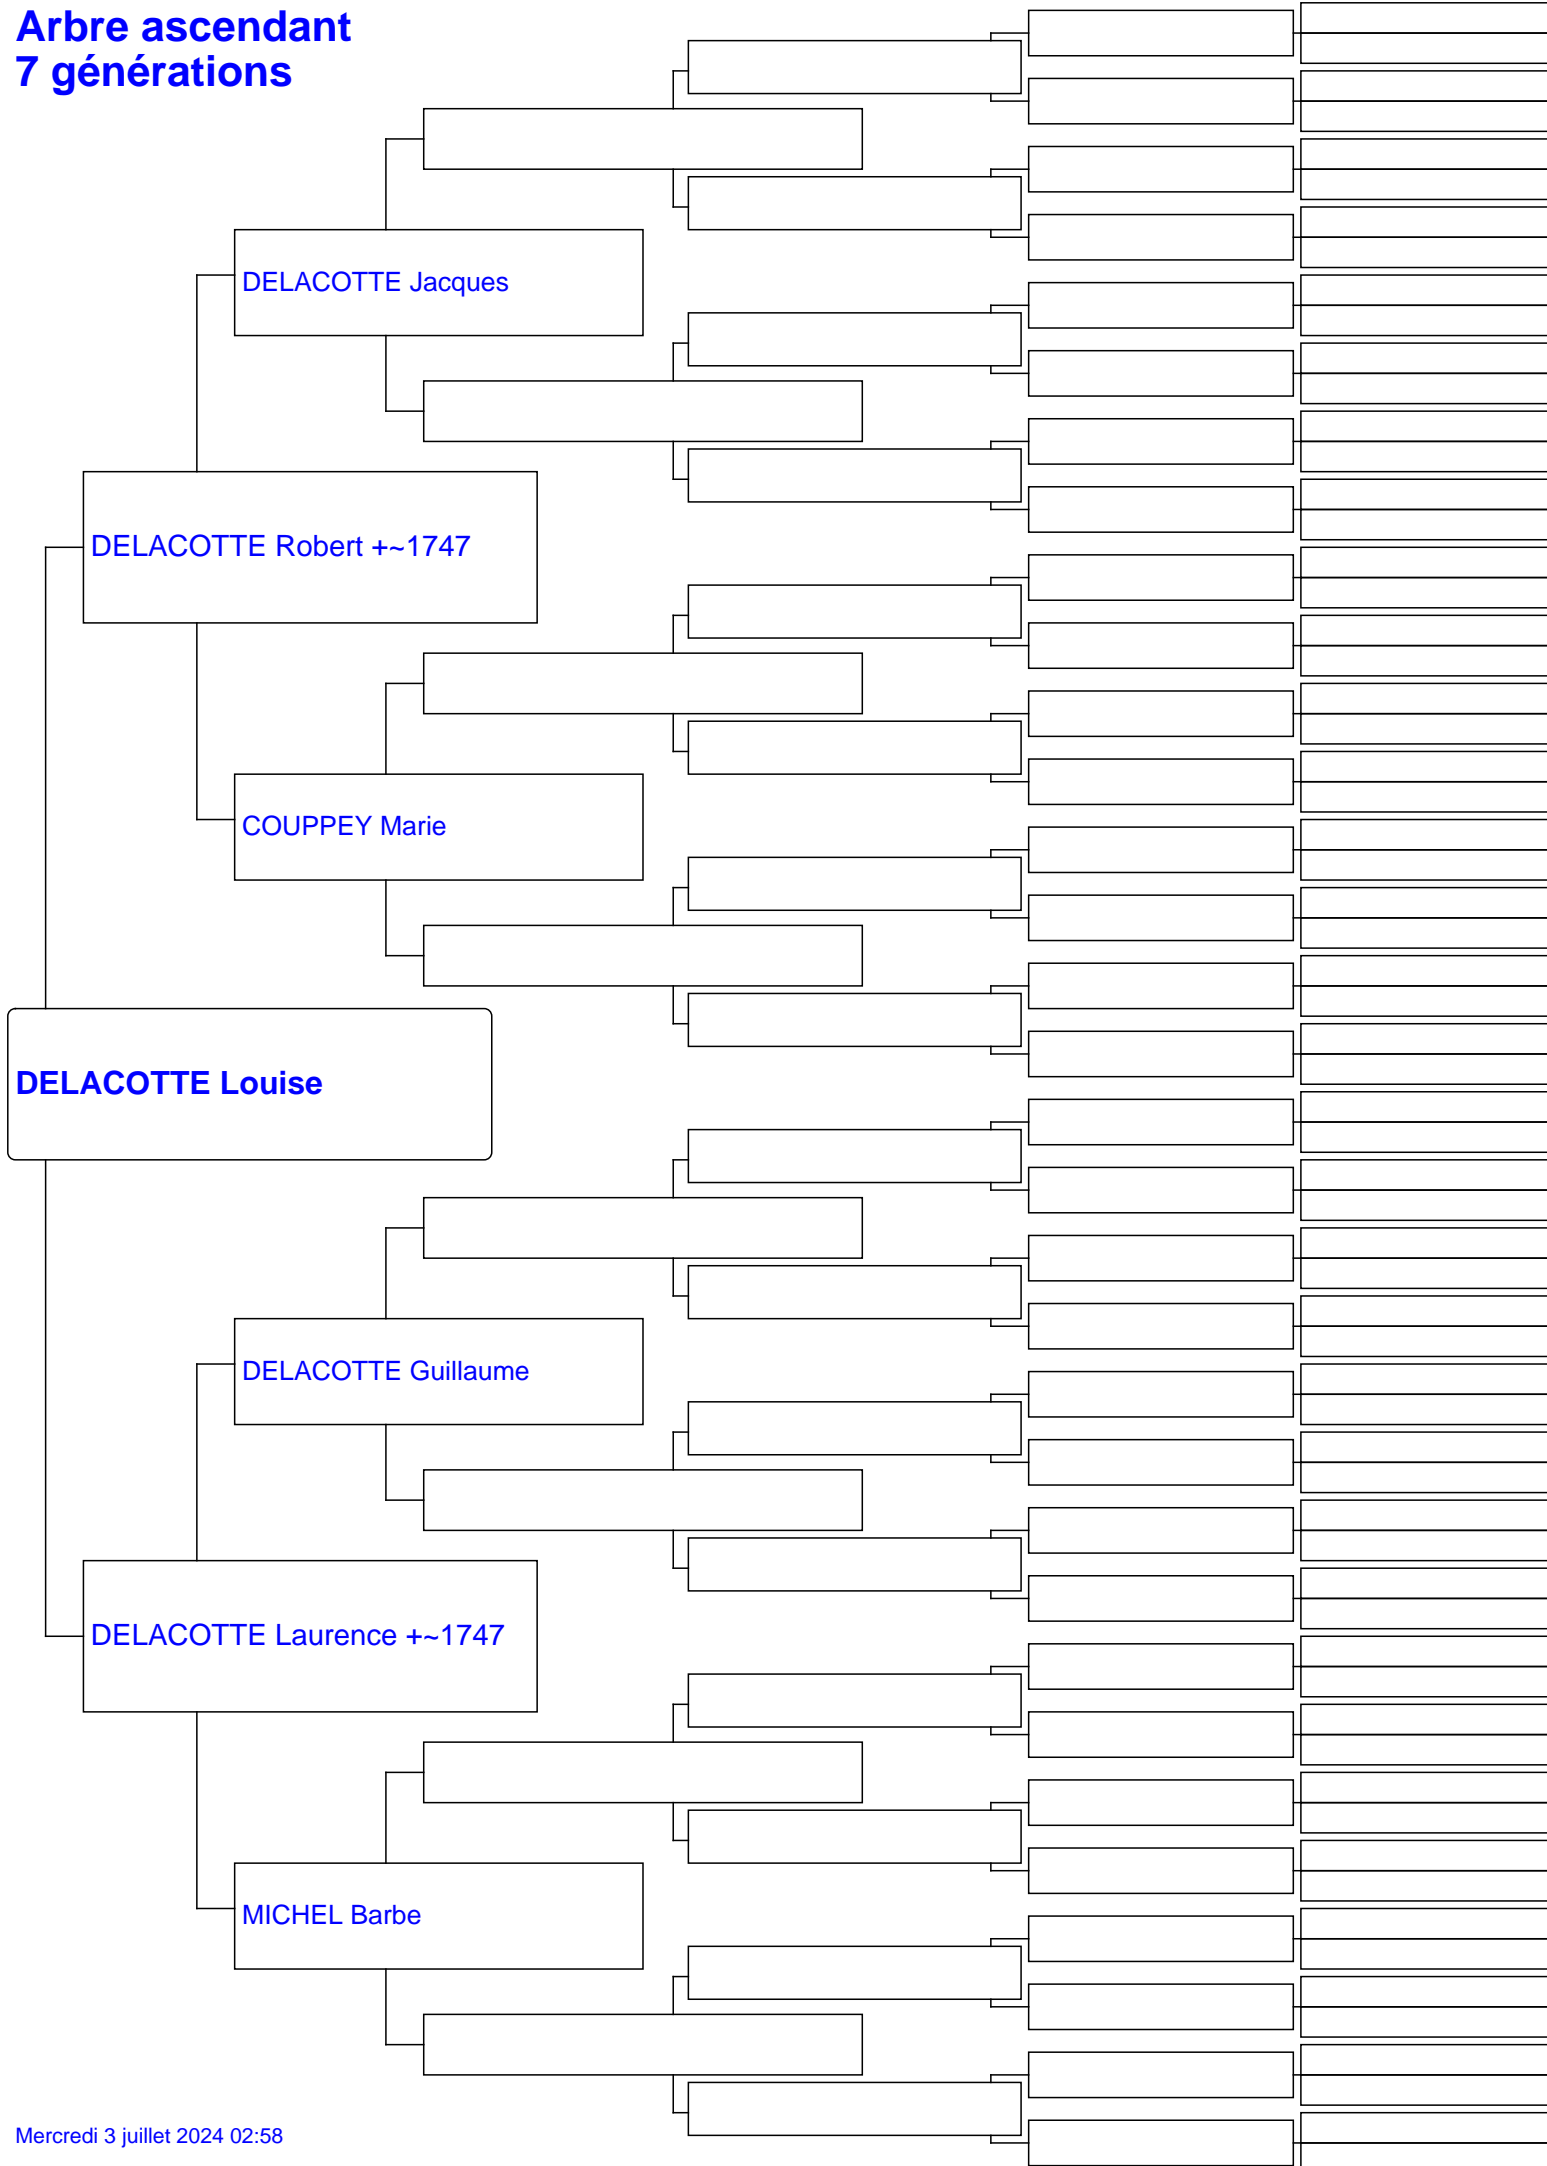 Arbre ascendant
7 générations
DELACOTTE Jacques
DELACOTTE Robert +~1747
COUPPEY Marie
DELACOTTE Louise
DELACOTTE Guillaume
DELACOTTE Laurence +~1747
MICHEL Barbe
Mercredi 3 juillet 2024 02:58